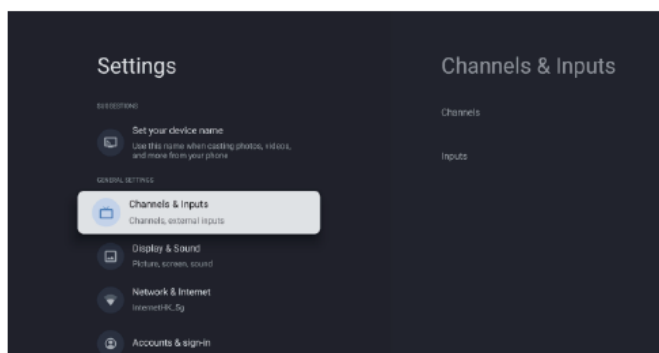 Settings
SUGGESTIONS
Set your device name
Use this name when casting photos, videos,
and more from your phone
GENERAL SETTINGS
Channels & Inputs
Channels, external inputs
Display & Sound
Picture, screen, sound
Network & Internet
InternetHK_5g
Accounts & sign-in
Channels & Inputs
Channels
Inputs